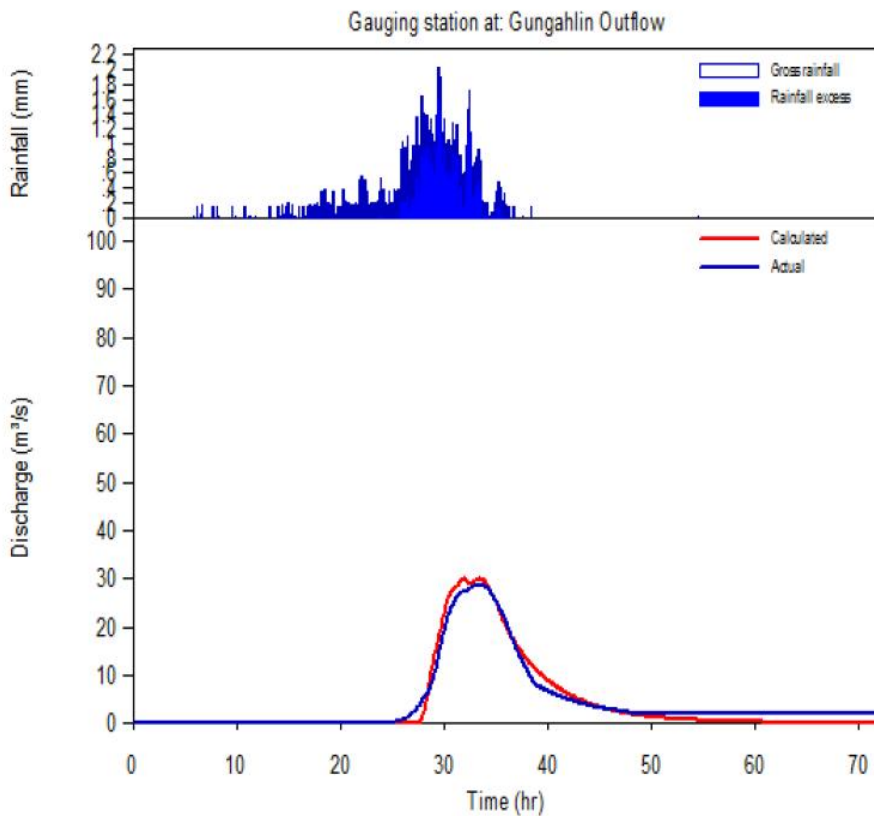 Gauging station at: Gungahlin Outflow
Rainfall (mm)
2.2
2
1.8
1.6
1.4
1.2
1
.8
.6
.4
.2
0
Gross rainfall
Rainfall excess
Discharge (m³/s)
100
90
80
70
60
50
40
30
20
10
0
Calculated
Actual
0 10 20 30 40 50 60 70
Time (hr)